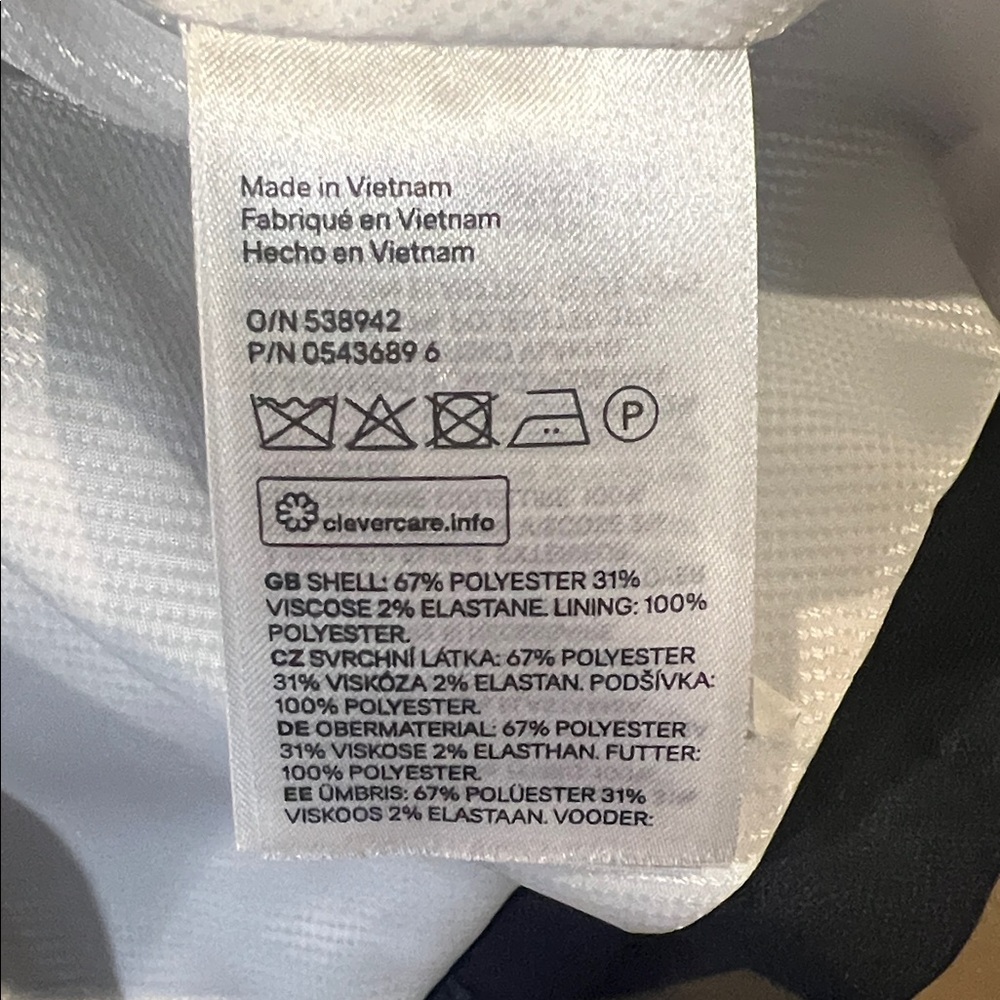 Made in Vietnam
Fabriqué en Vietnam
Hecho en Vietnam
O/N 538942
P/N 0543689 6
P
clevercare.info
GB SHELL: 67% POLYESTER 31%
VISCOSE 2% ELASTANE. LINING: 100%
POLYESTER.
CZ SVRCHNÍ LÁTKA: 67% POLYESTER
31% VISKÓZA 2% ELASTAN. PODŠÍVKA:
100% POLYESTER.
DE OBERMATERIAL: 67% POLYESTER
31% VISKOSE 2% ELASTHAN. FUTTER:
100% POLYESTER.
EE ÜMBRIS: 67% POLÜESTER 31%
VISKOOS 2% ELASTAAN. VOODER: